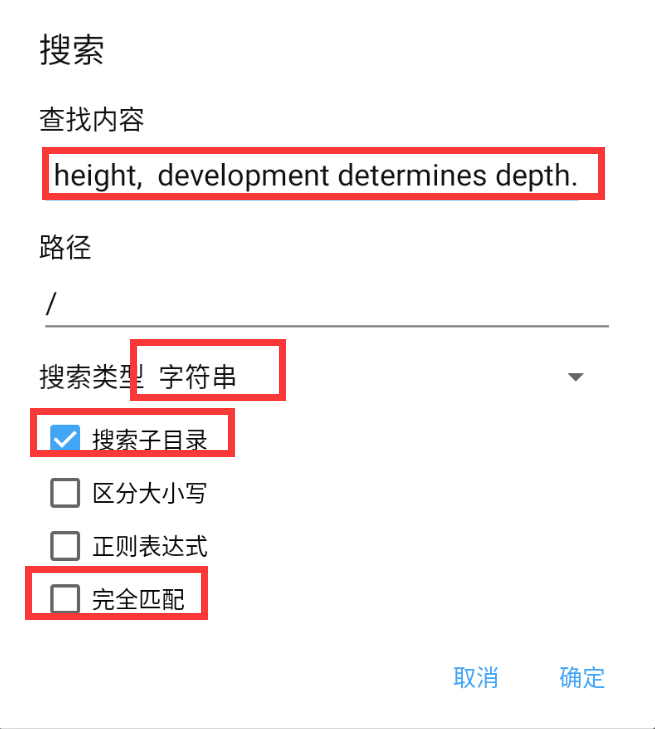 搜索
查找内容
height,  development determines depth.
路径
/
搜索类型 字符串
搜索子目录
区分大小写
正则表达式
完全匹配
取消 确定